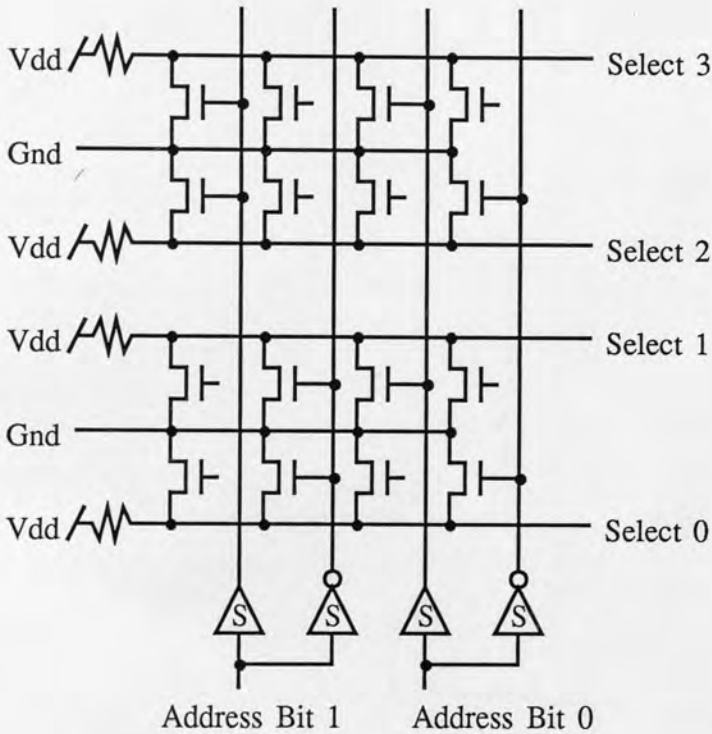 Vdd Select 3
Gnd
Vdd Select 2
Vdd Select 1
Gnd
Vdd Select 0
S S S S
Address Bit 1 Address Bit 0